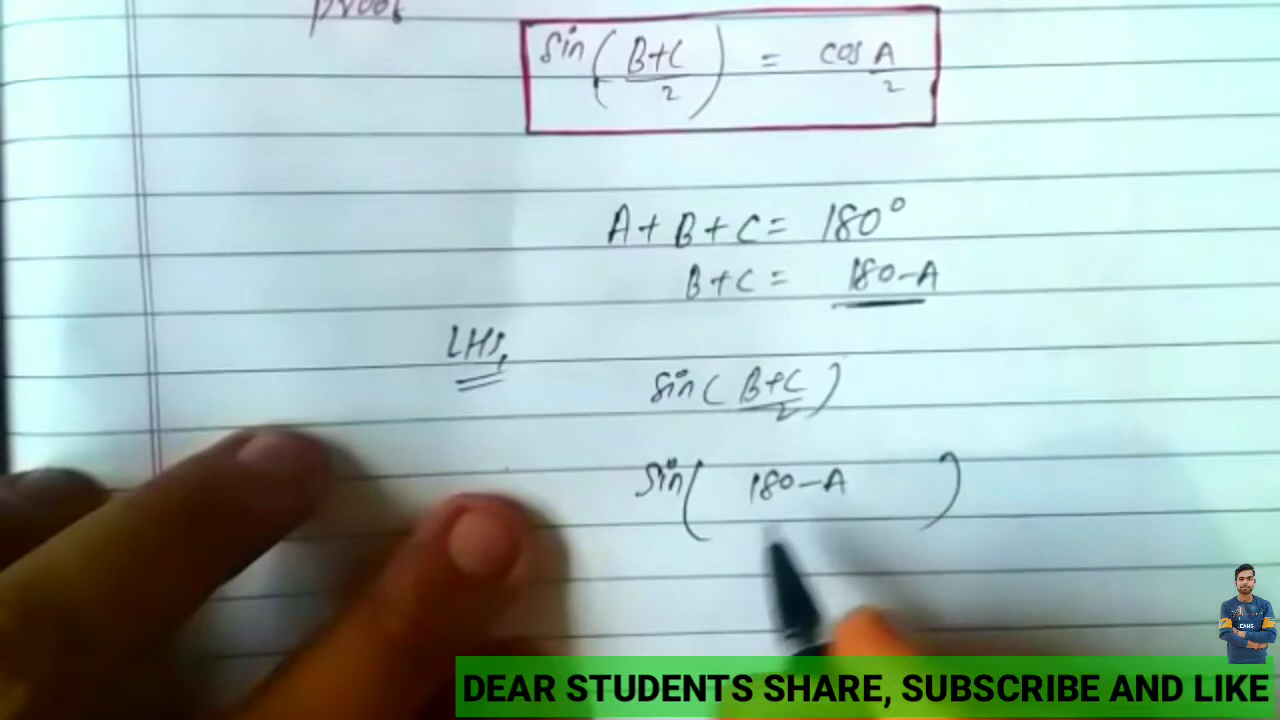 proof
sin(B+C/2) = cos A/2
A+B+C= 180°
B+C= 180-A
LHS,
sin(B+C/2)
sin( 180-A )
DEAR STUDENTS SHARE, SUBSCRIBE AND LIKE